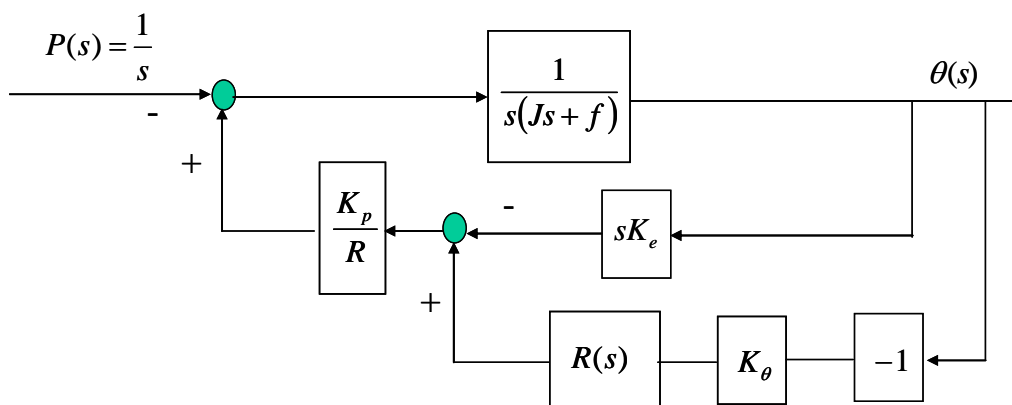 P(s) = 1/s
-
+
1/s(Js + f)
θ(s)
K_p/R
-
sK_e
+
R(s)
K_θ
−1